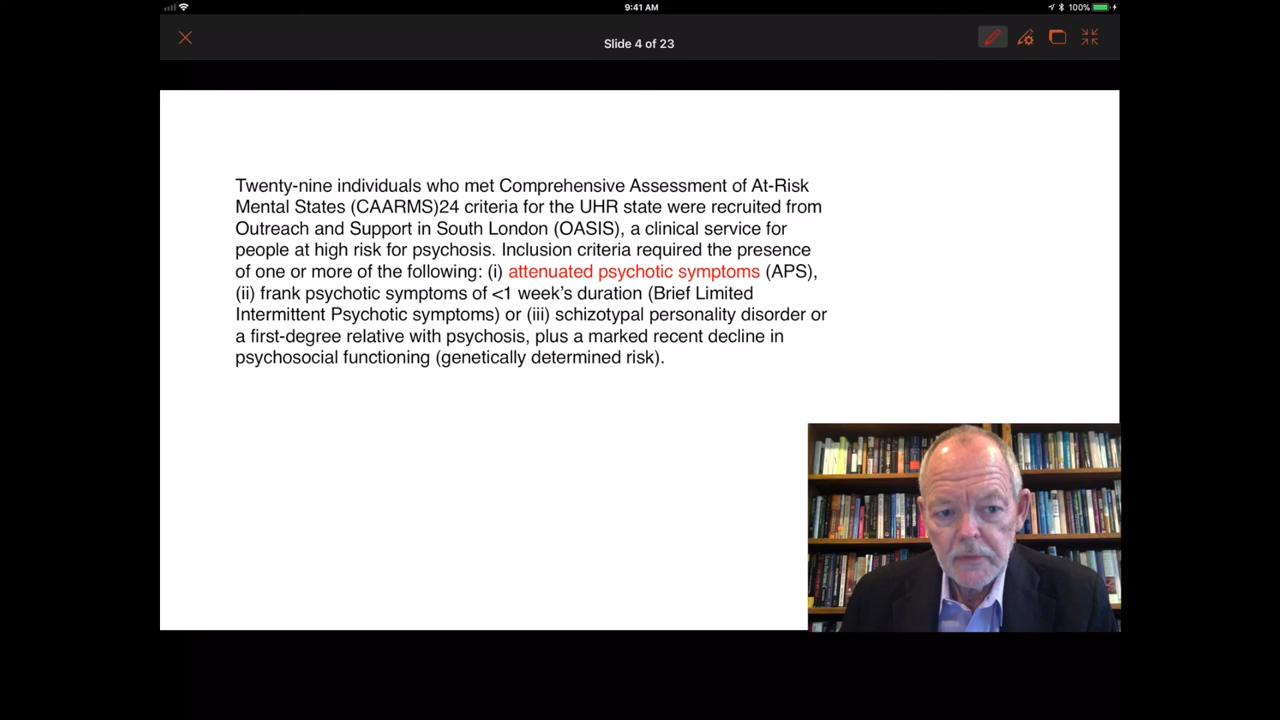 9:41 AM
100%
Slide 4 of 23
Twenty-nine individuals who met Comprehensive Assessment of At-Risk
Mental States (CAARMS)24 criteria for the UHR state were recruited from
Outreach and Support in South London (OASIS), a clinical service for
people at high risk for psychosis. Inclusion criteria required the presence
of one or more of the following: (i) attenuated psychotic symptoms (APS),
(ii) frank psychotic symptoms of <1 week’s duration (Brief Limited
Intermittent Psychotic symptoms) or (iii) schizotypal personality disorder or
a first-degree relative with psychosis, plus a marked recent decline in
psychosocial functioning (genetically determined risk).